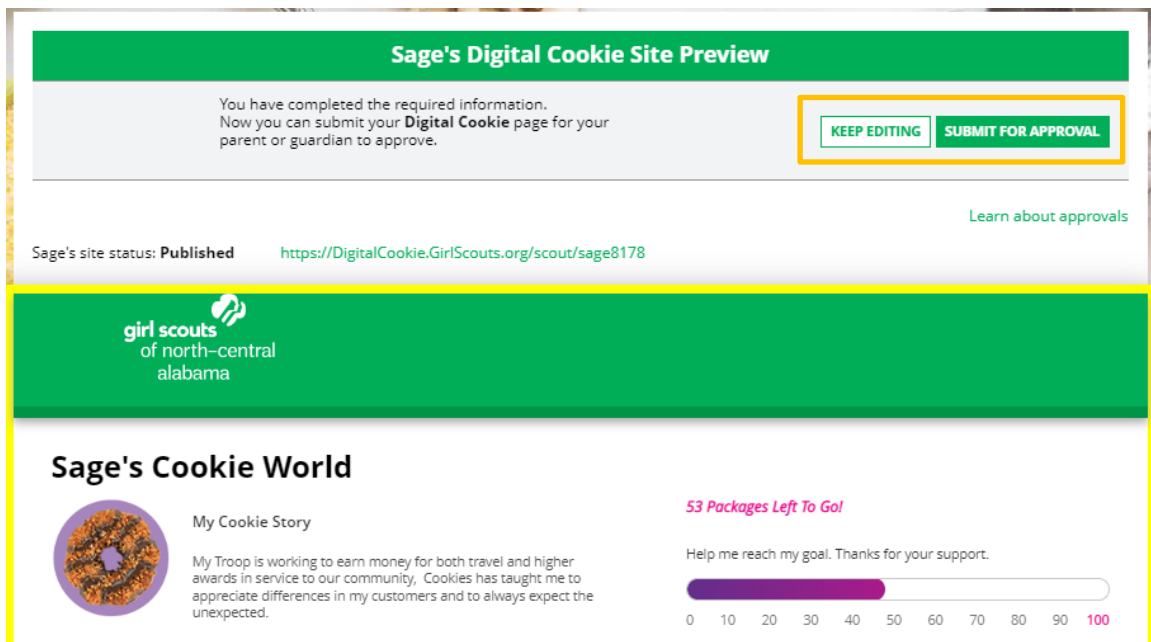 Sage's Digital Cookie Site Preview
You have completed the required information.
Now you can submit your Digital Cookie page for your
parent or guardian to approve.
KEEP EDITING SUBMIT FOR APPROVAL
Learn about approvals
Sage's site status: Published https://DigitalCookie.GirlScouts.org/scout/sage8178
girl scouts
of north-central
alabama
Sage's Cookie World
My Cookie Story
My Troop is working to earn money for both travel and higher
awards in service to our community, Cookies has taught me to
appreciate differences in my customers and to always expect the
unexpected.
53 Packages Left To Go!
Help me reach my goal. Thanks for your support.
0 10 20 30 40 50 60 70 80 90 100